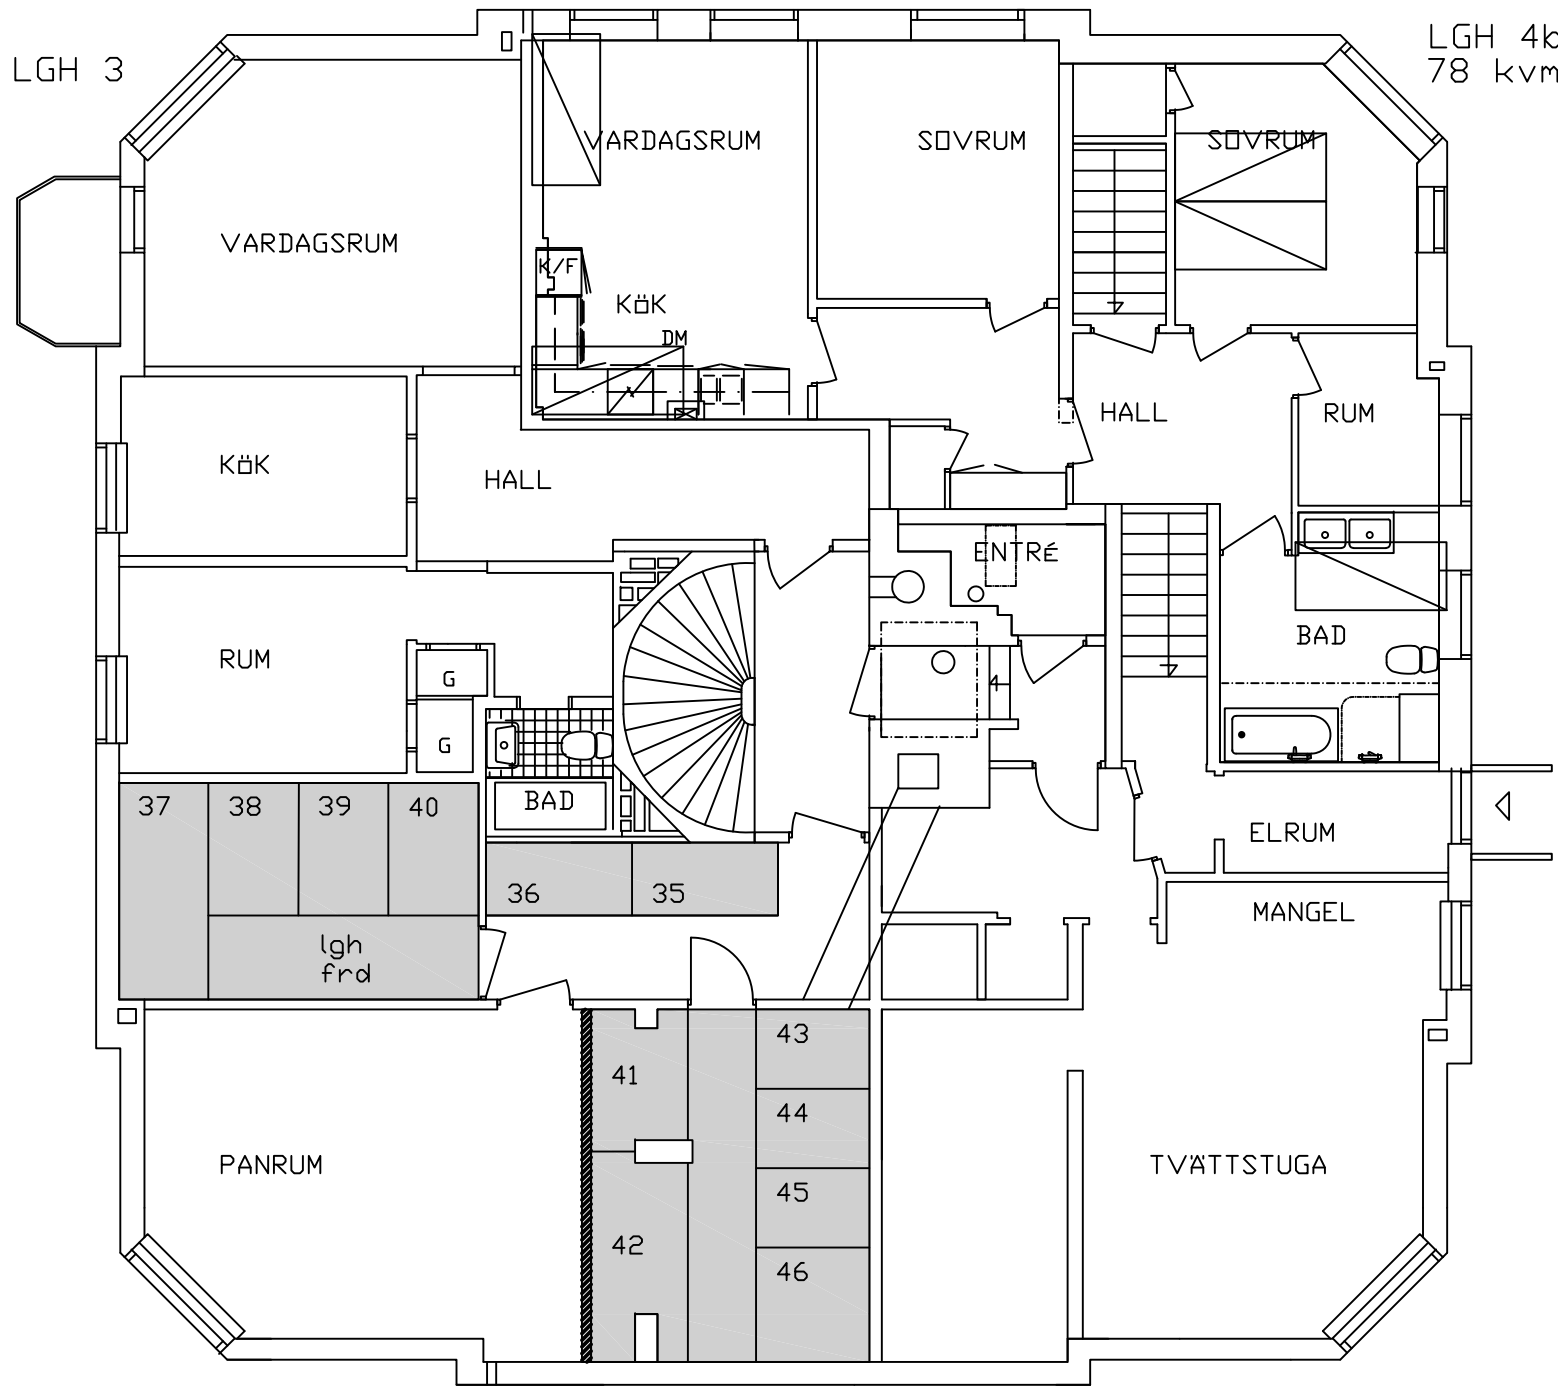 LGH 3
LGH 4b
78 kvm
VARDAGSRUM
SOVRUM
SOVRUM
VARDAGSRUM
K/F
KÖK
DM
HALL
RUM
KÖK
HALL
ENTRÉ
BAD
RUM
G
4
G
BAD
37
38
39
40
ELRUM
36
35
MANGEL
lgh
frd
43
41
44
PANRUM
TVÄTTSTUGA
45
42
46